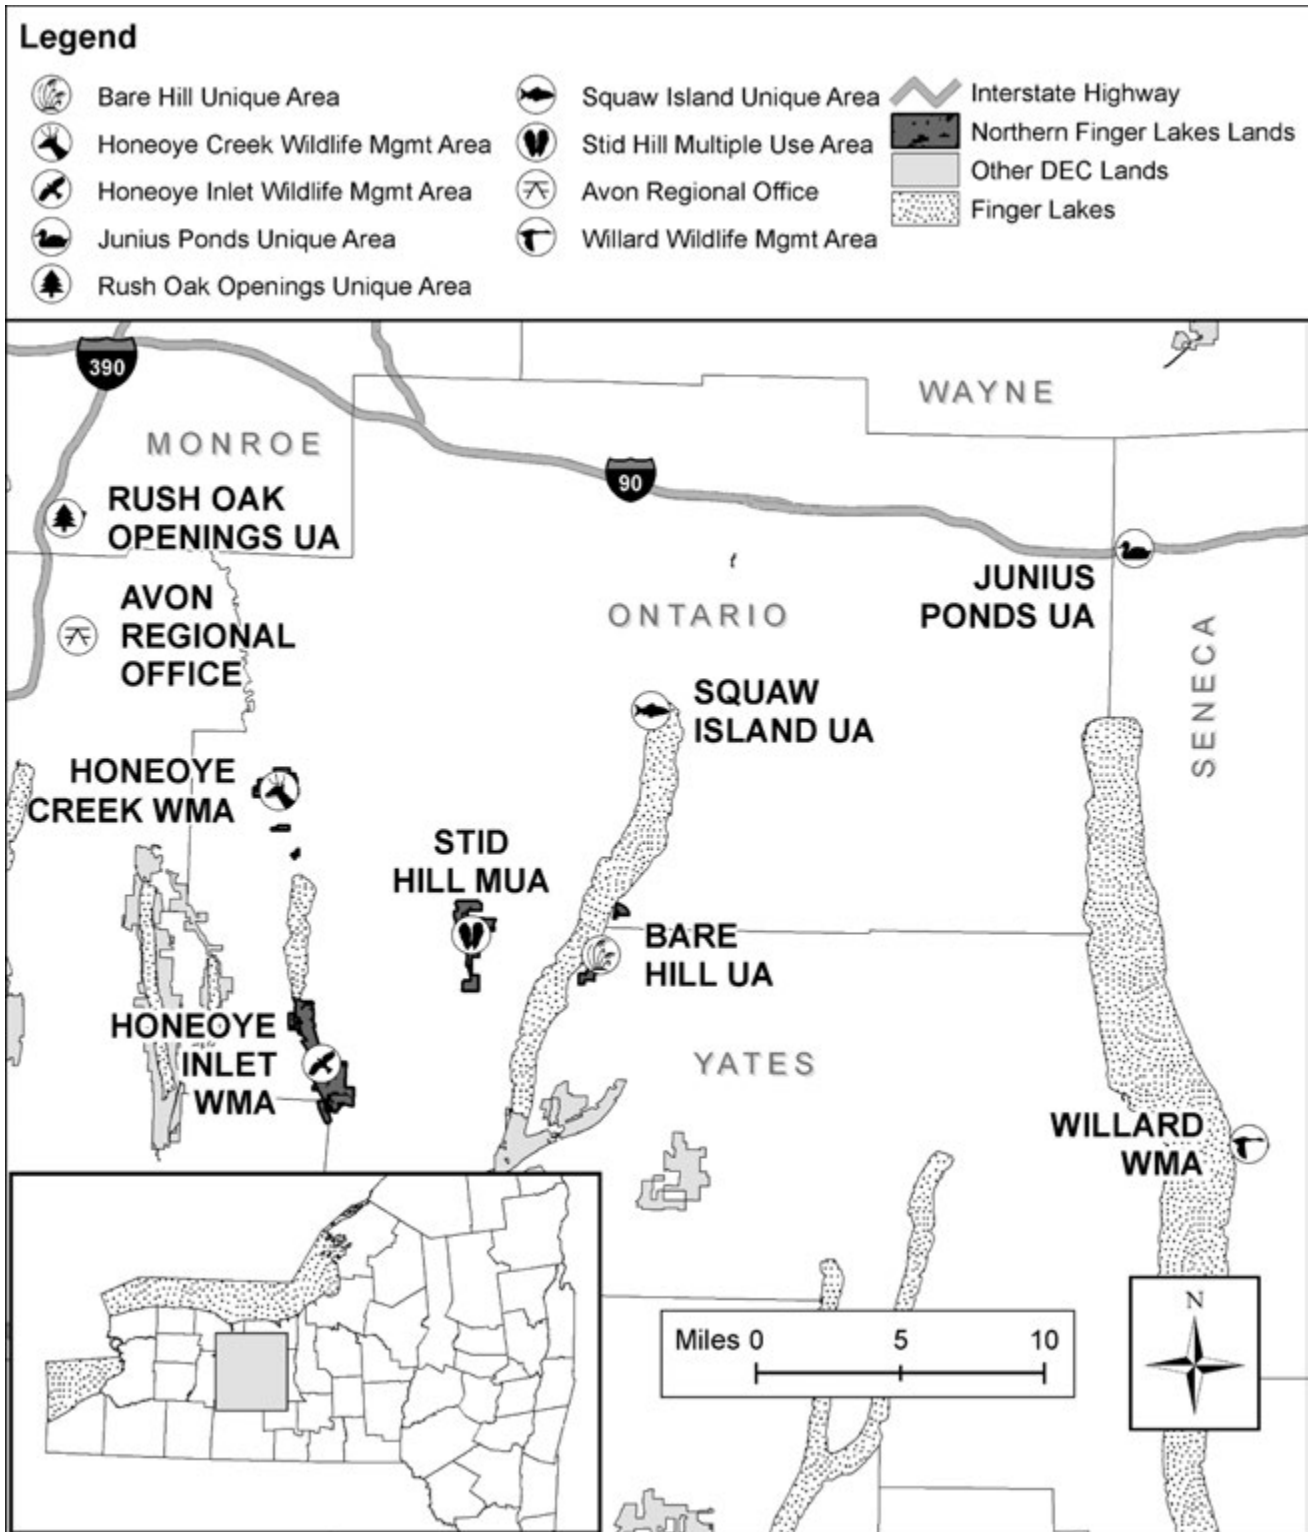 Legend
Bare Hill Unique Area
Honeoye Creek Wildlife Mgmt Area
Honeoye Inlet Wildlife Mgmt Area
Junius Ponds Unique Area
Rush Oak Openings Unique Area
Squaw Island Unique Area
Stid Hill Multiple Use Area
Avon Regional Office
Willard Wildlife Mgmt Area
Interstate Highway
Northern Finger Lakes Lands
Other DEC Lands
Finger Lakes
390
WAYNE
MONROE
90
RUSH OAK
OPENINGS UA
JUNIUS
PONDS UA
AVON
REGIONAL
OFFICE
ONTARIO
SENECA
SQUAW
ISLAND UA
HONEOYE
CREEK WMA
STID
HILL MUA
BARE
HILL UA
HONEOYE
INLET
WMA
YATES
WILLARD
WMA
N
Miles 0 5 10